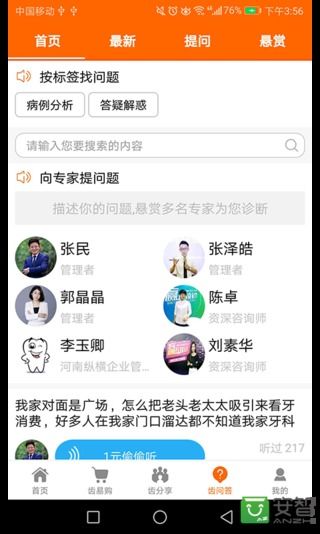 中国移动 76% 下午3:56
首页 最新 提问 悬赏
按标签找问题
病例分析 答疑解惑
请输入您要搜索的内容
向专家提问题
描述你的问题,悬赏多名专家为您诊断
张民 张泽皓
管理者 管理者
郭晶晶 陈卓
管理者 资深咨询师
李玉卿 刘素华
河南纵横企业管... 资深咨询师
我家对面是广场，怎么把老头老太太吸引来看牙
消费，好多人在我家门口溜达都不知道我家牙科
1元偷偷听 听过 217
首页 齿易购 齿分享 齿问答 我的
安智
ANZHI